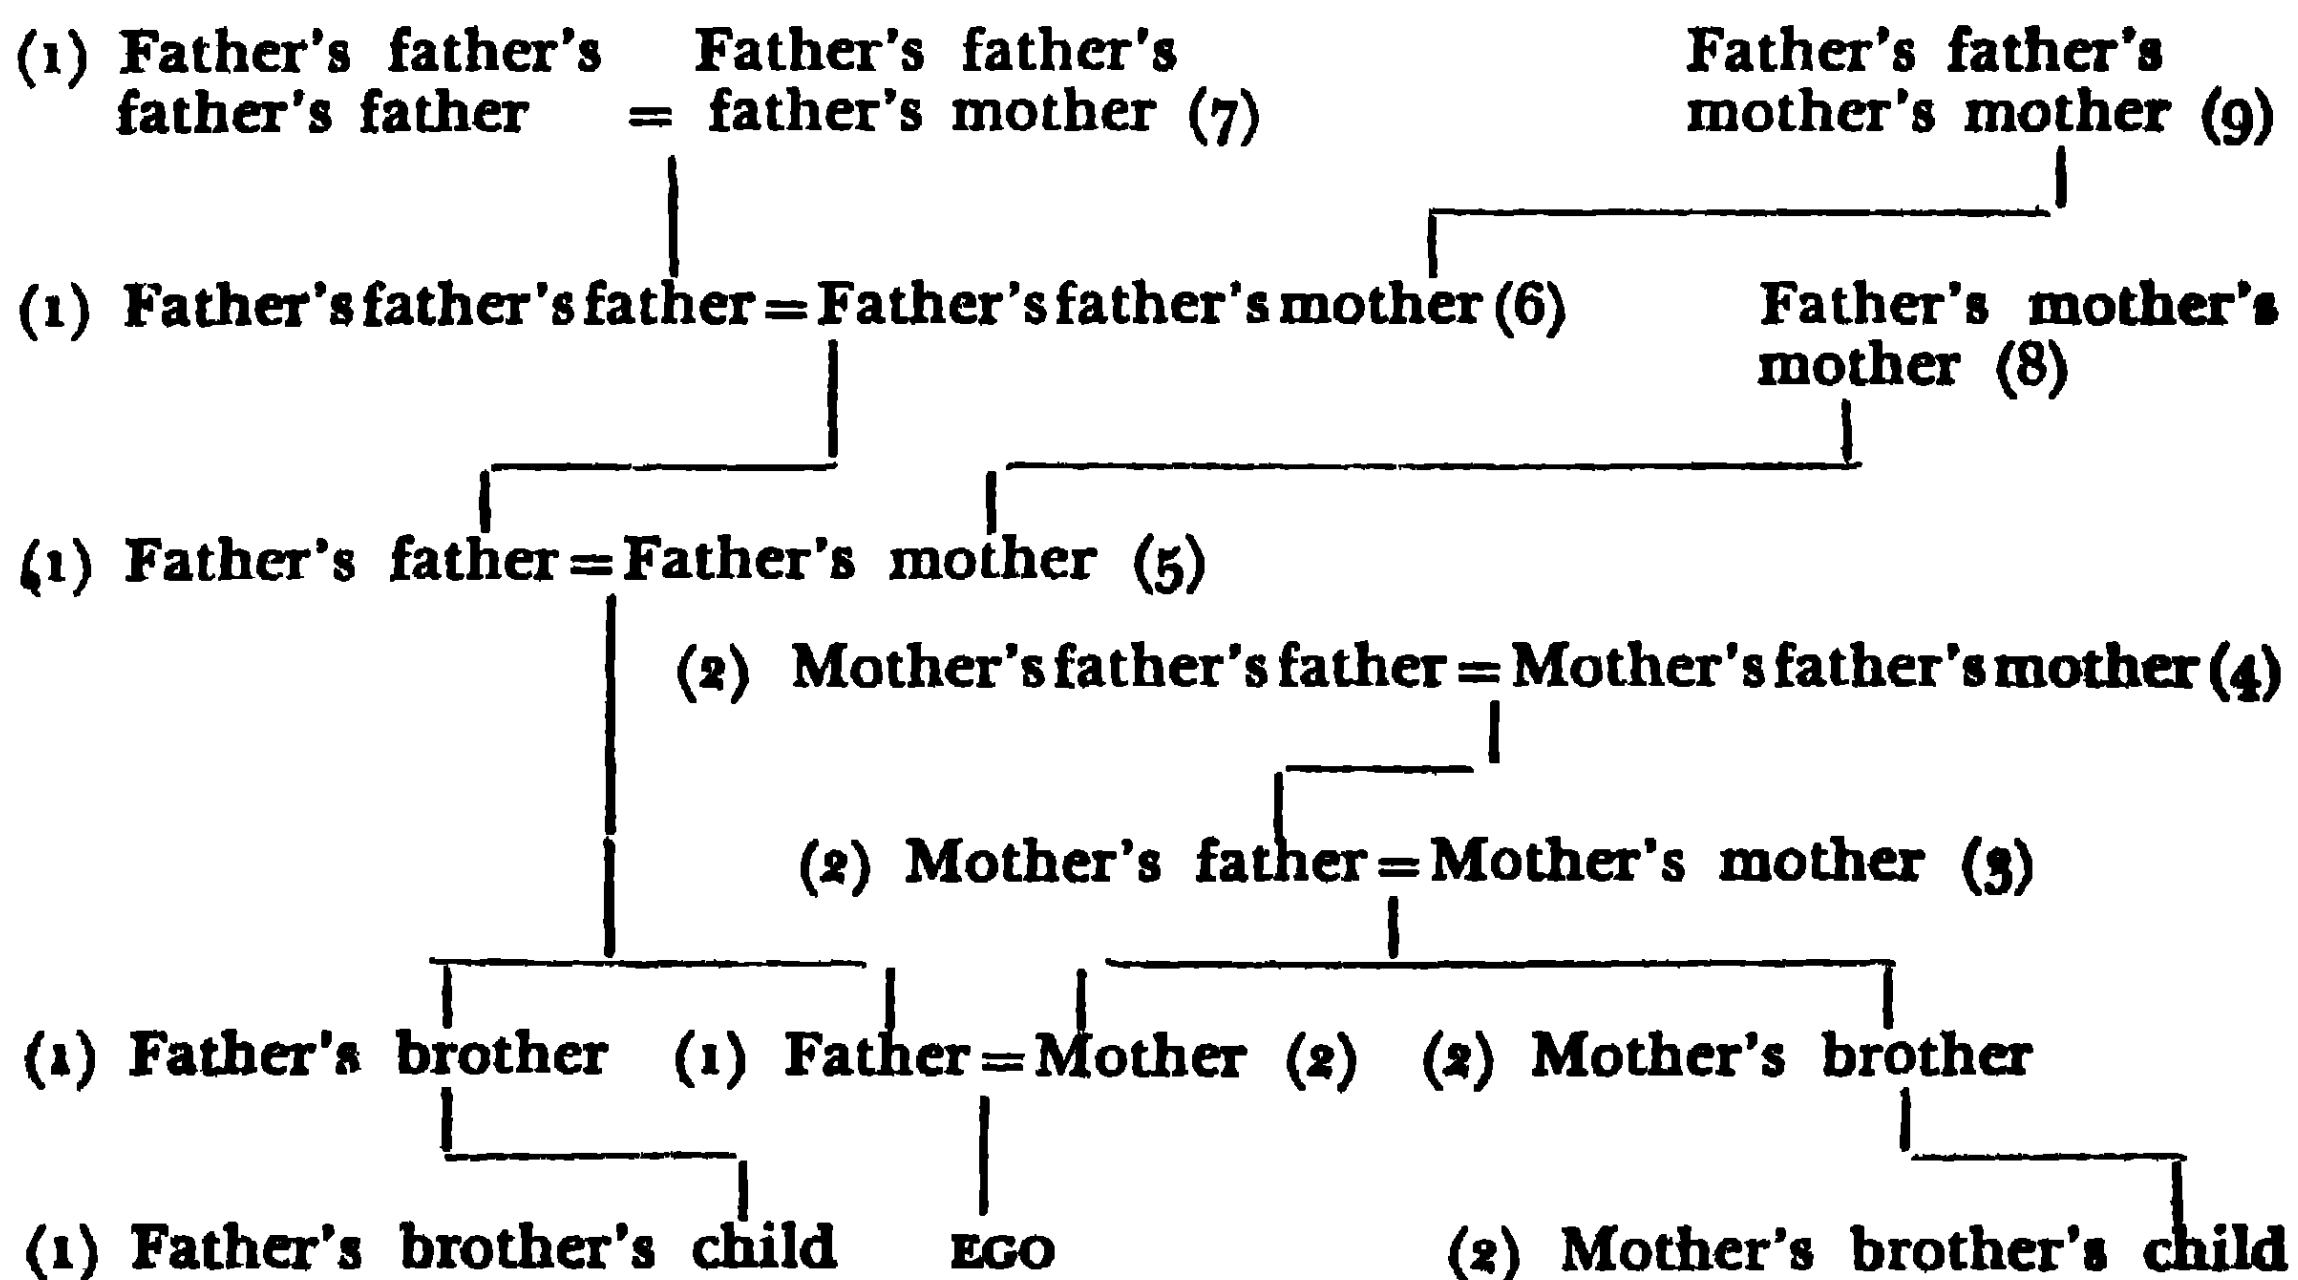 (1) Father's father's father's father = Father's father's father's mother (7)
Father's father's mother's mother (9)
(1) Father's father's father = Father's father's mother (6)
Father's mother's mother (8)
(1) Father's father = Father's mother (5)
(2) Mother's father's father = Mother's father's mother (4)
(2) Mother's father = Mother's mother (3)
(1) Father's brother (1) Father = Mother (2) (2) Mother's brother
(1) Father's brother's child EGO (2) Mother's brother's child